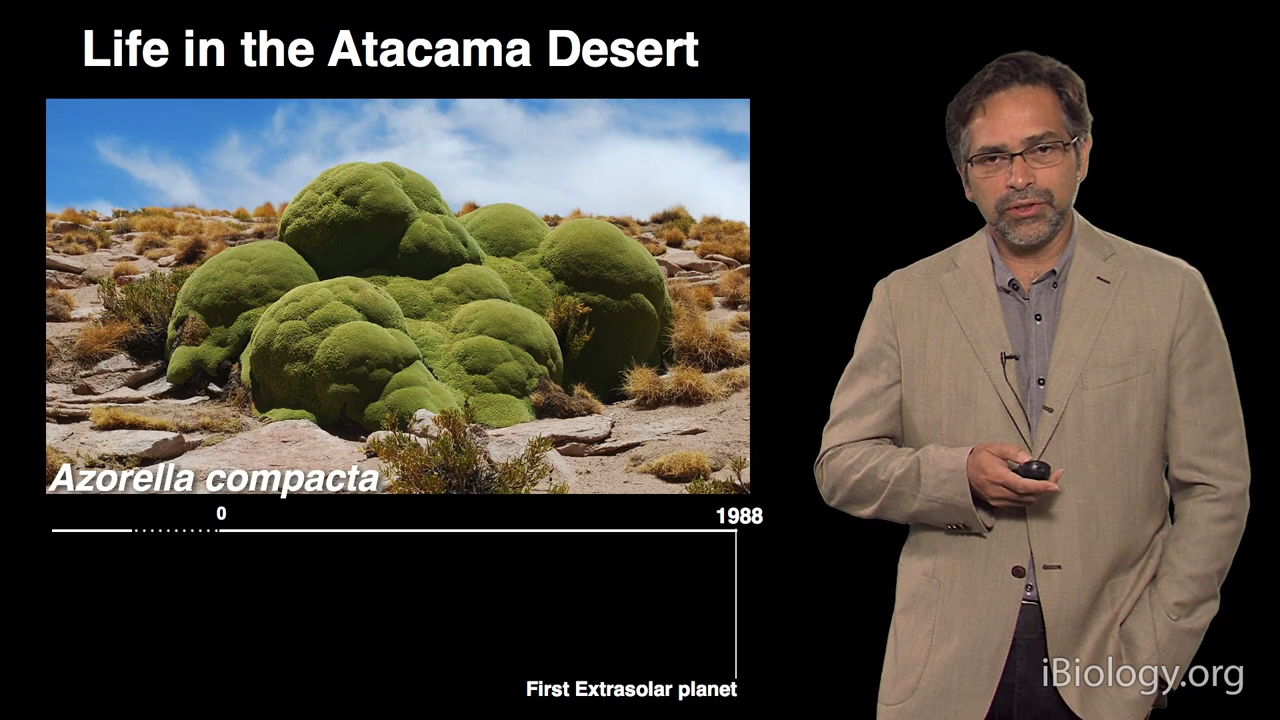 Life in the Atacama Desert
Azorella compacta
0
1988
First Extrasolar planet
iBiology.org